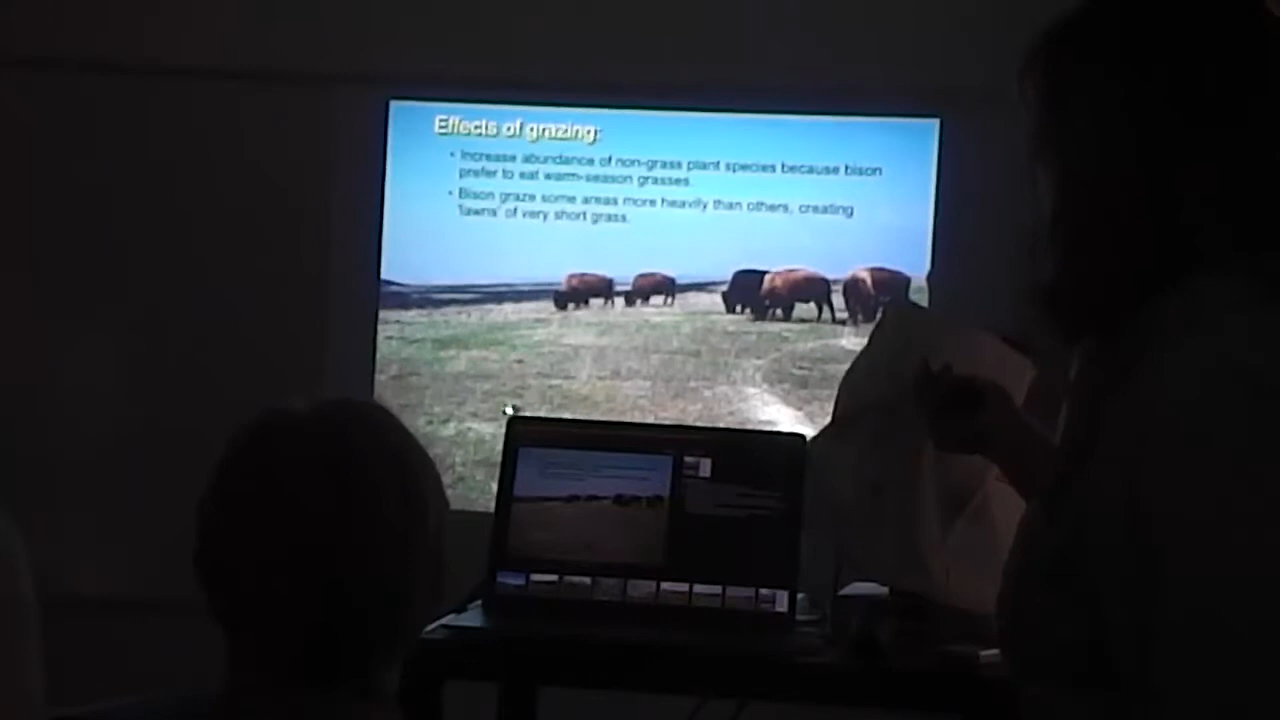 Effects of grazing:
• Increase abundance of non-grass plant species because bison
prefer to eat warm-season grasses.
• Bison graze some areas more heavily than others, creating
'lawns' of very short grass.